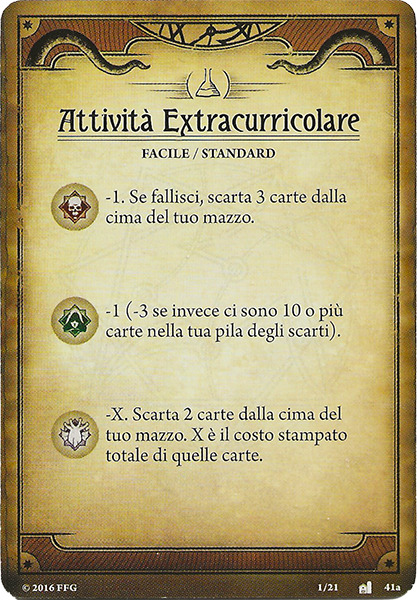 Attività Extracurricolare
FACILE / STANDARD
-1. Se fallisci, scarta 3 carte dalla
cima del tuo mazzo.
-1 (-3 se invece ci sono 10 o più
carte nella tua pila degli scarti).
-X. Scarta 2 carte dalla cima del
tuo mazzo. X è il costo stampato
totale di quelle carte.
© 2016 FFG 1/21 41a